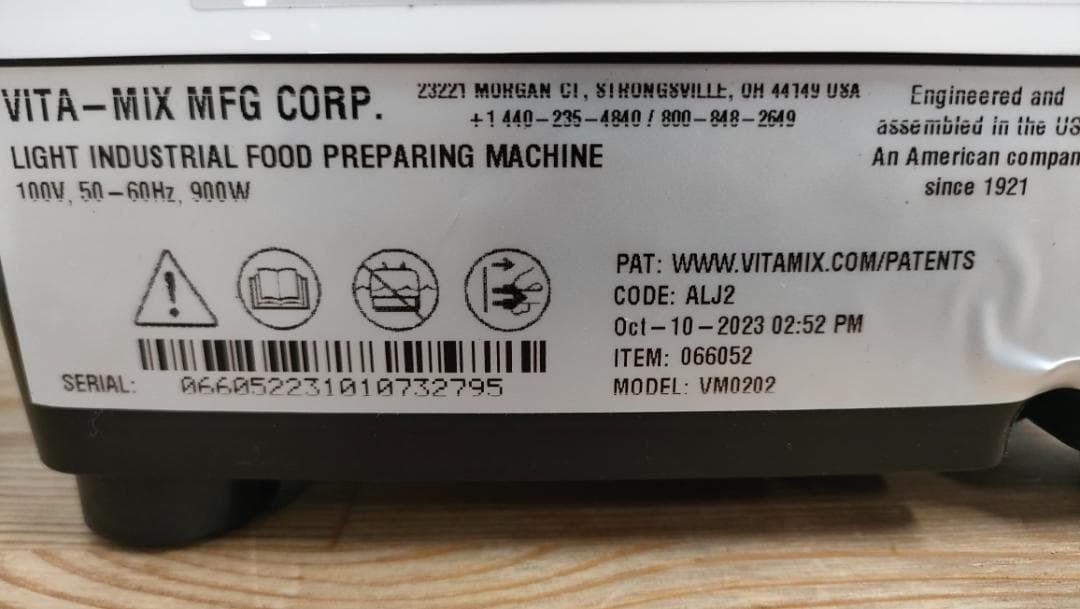 VITA-MIX MFG CORP.
23221 MORGAN CT, STRONGSVILLE, OH 44149 USA
+1 440-235-4840 / 800-848-2649
Engineered and
assembled in the US
An American compan
since 1921
LIGHT INDUSTRIAL FOOD PREPARING MACHINE
100V, 50-60Hz, 900W
PAT: WWW.VITAMIX.COM/PATENTS
CODE: ALJ2
Oct-10-2023 02:52 PM
ITEM: 066052
MODEL: VM0202
SERIAL: 066052231010732795